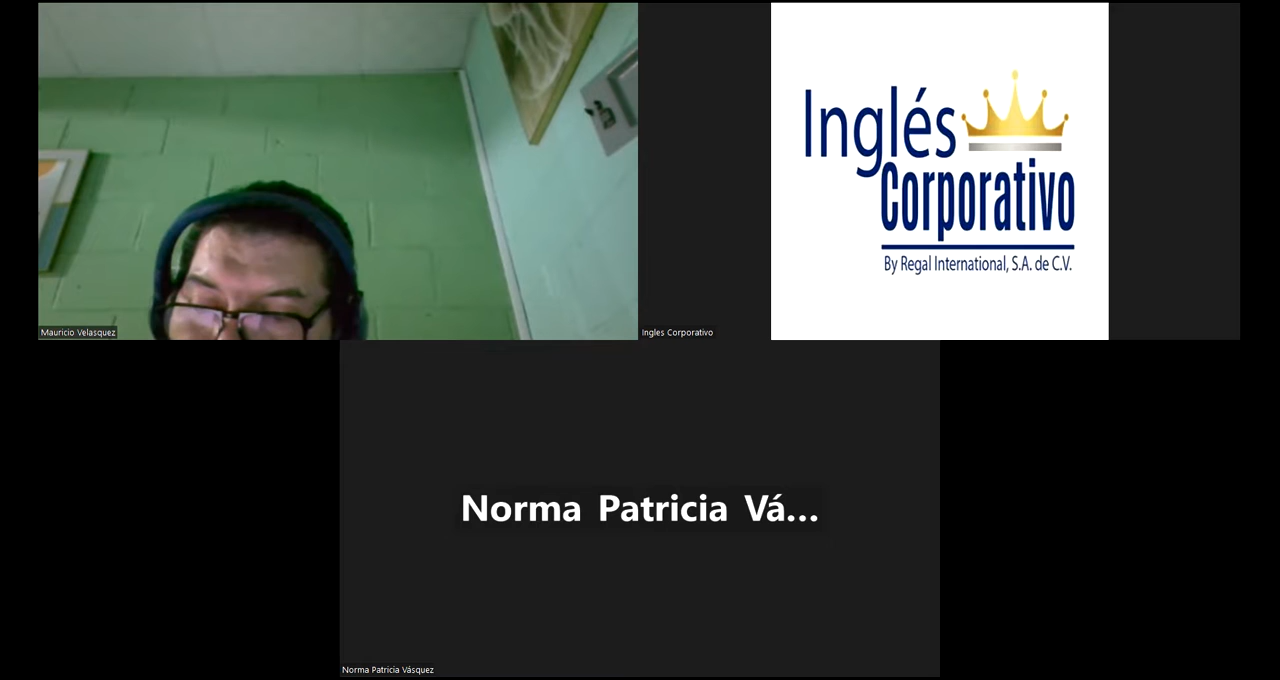 Mauricio Velasquez
Inglés
Corporativo
By Regal International, S.A. de C.V.
Ingles Corporativo
Norma Patricia Vá...
Norma Patricia Vásquez